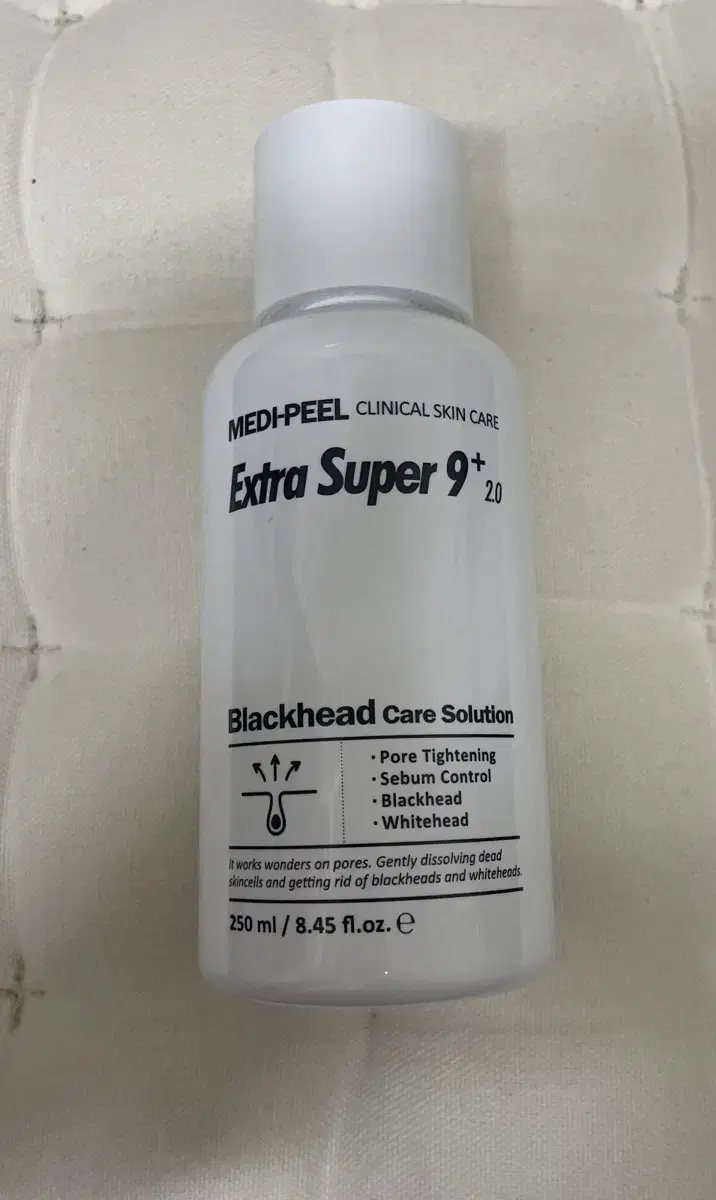 MEDI-PEEL CLINICAL SKIN CARE
Extra Super 9+ 2.0
Blackhead Care Solution
· Pore Tightening
· Sebum Control
· Blackhead
· Whitehead
It works wonders on pores. Gently dissolving dead
skincells and getting rid of blackheads and whiteheads.
250 ml / 8.45 fl.oz. ℮